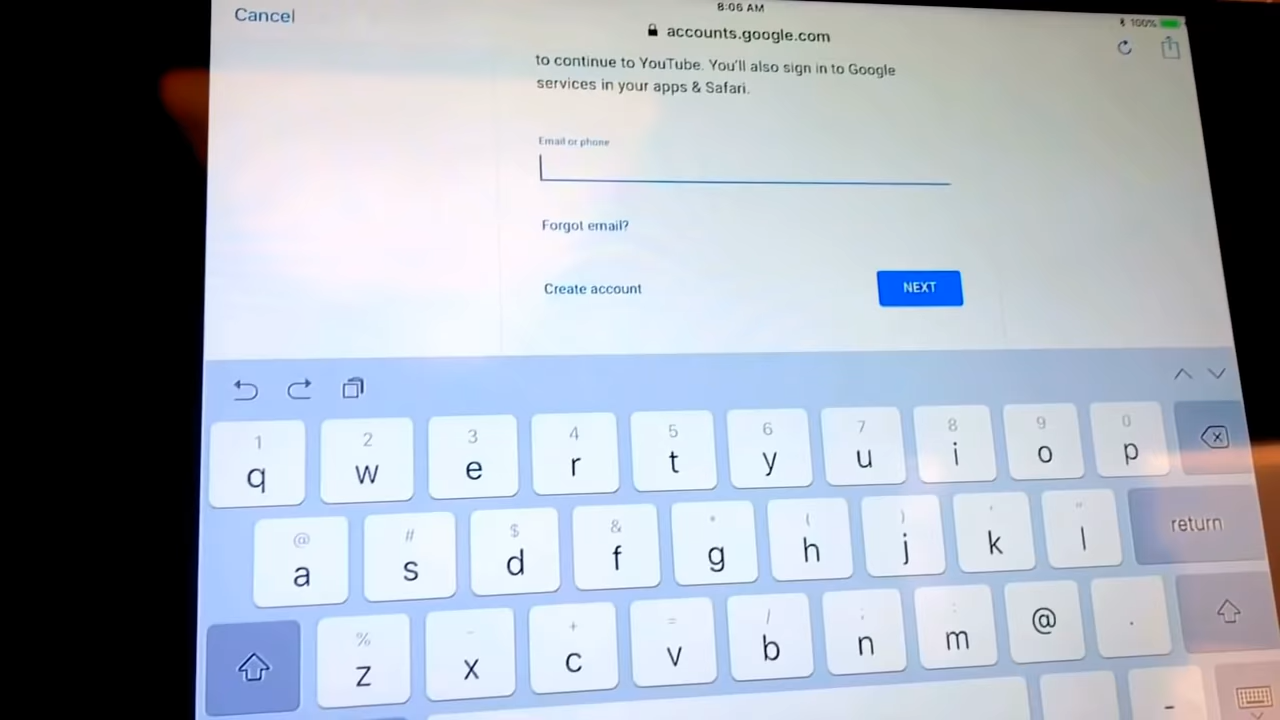 8:06 AM
100%
Cancel
accounts.google.com
to continue to YouTube. You'll also sign in to Google
services in your apps & Safari.
Email or phone
Forgot email?
Create account
NEXT
1 2 3 4 5 6 7 8 9 0
q w e r t y u i o p
@ # $ & * ( ) ' "
a s d f g h j k l return
% - + = / ; :
z x c v b n m @ .
-